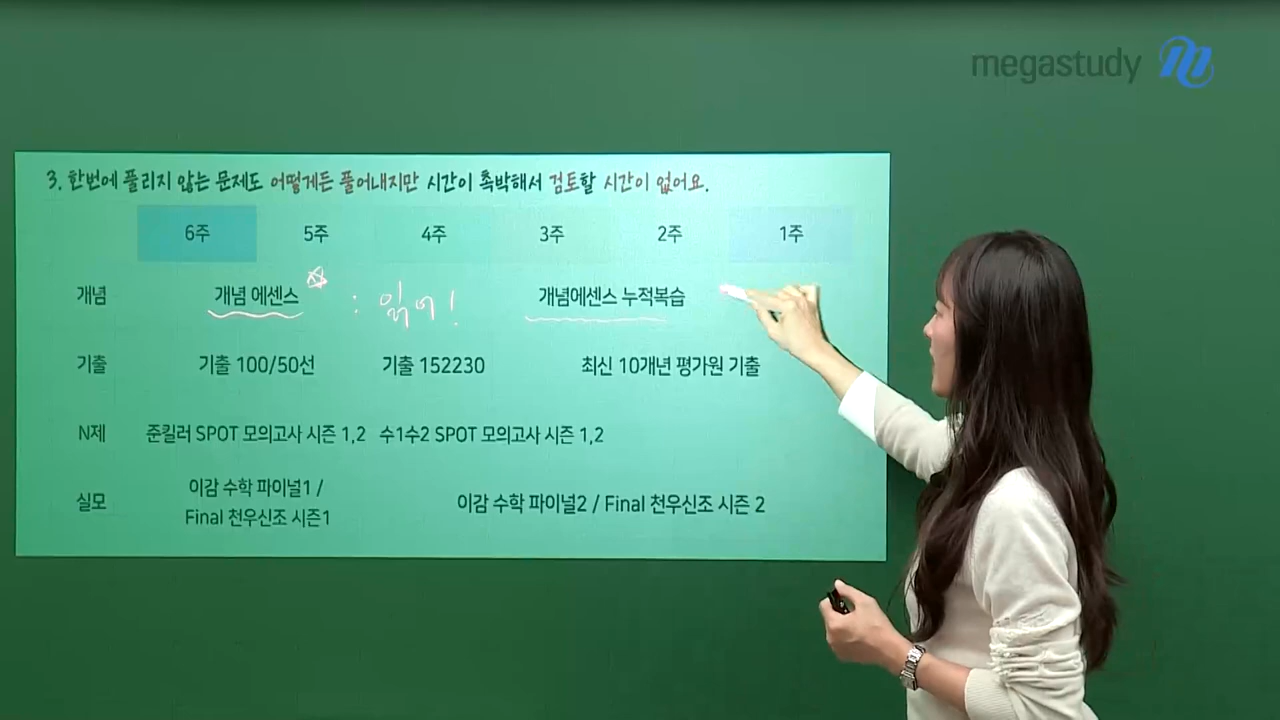 megastudy
3. 한번에 풀리지 않는 문제도 어떻게든 풀어내지만 시간이 촉박해서 검토할 시간이 없어요.
6주 5주 4주 3주 2주 1주
개념 개념 에센스 : 읽어! 개념에센스 누적복습
기출 기출 100/50선 기출 152230 최신 10개년 평가원 기출
N제 준킬러 SPOT 모의고사 시즌 1,2 수1수2 SPOT 모의고사 시즌 1,2
실모 이감 수학 파이널1 /
Final 천우신조 시즌1
이감 수학 파이널2 / Final 천우신조 시즌 2